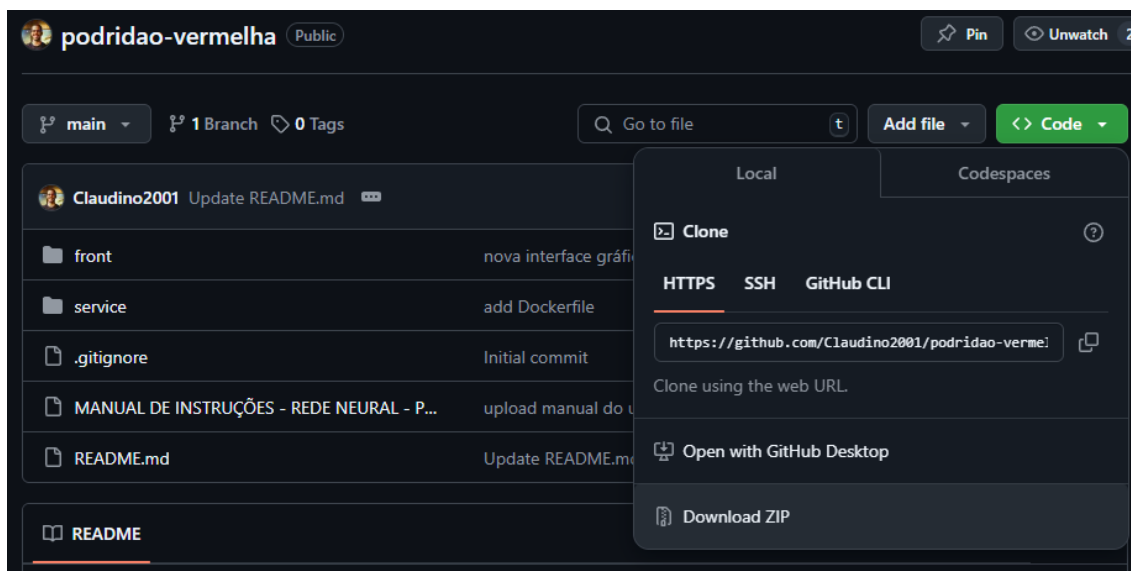 podridao-vermelha Public
Pin
Unwatch 2
main
1 Branch
0 Tags
Go to file t
Add file
<> Code
Local
Codespaces
Claudino2001 Update README.md
Clone
HTTPS SSH GitHub CLI
https://github.com/Claudino2001/podridao-vermel
Clone using the web URL.
Open with GitHub Desktop
Download ZIP
front nova interface gráfi
service add Dockerfile
.gitignore Initial commit
MANUAL DE INSTRUÇÕES - REDE NEURAL - P... upload manual do u
README.md Update README.md
README